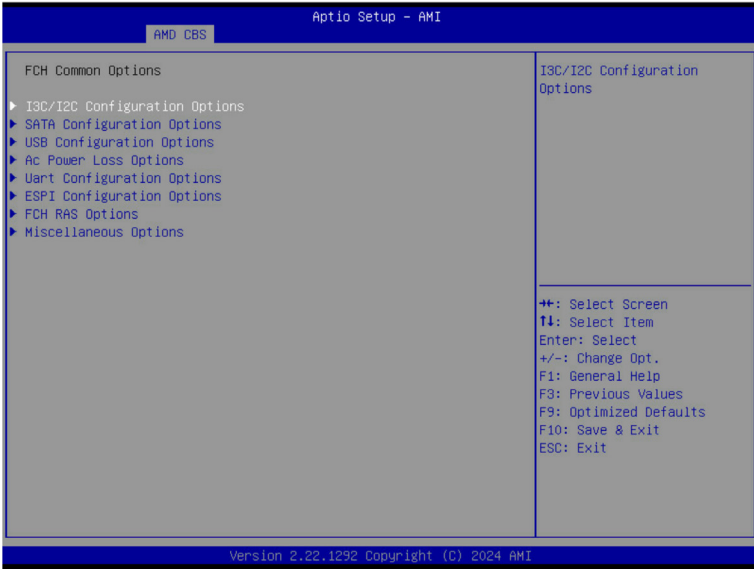 Aptio Setup - AMI
AMD CBS
FCH Common Options
I3C/I2C Configuration Options
SATA Configuration Options
USB Configuration Options
Ac Power Loss Options
Uart Configuration Options
ESPI Configuration Options
FCH RAS Options
Miscellaneous Options
I3C/I2C Configuration
Options
→←: Select Screen
↑↓: Select Item
Enter: Select
+/-: Change Opt.
F1: General Help
F3: Previous Values
F9: Optimized Defaults
F10: Save & Exit
ESC: Exit
Version 2.22.1292 Copyright (C) 2024 AMI